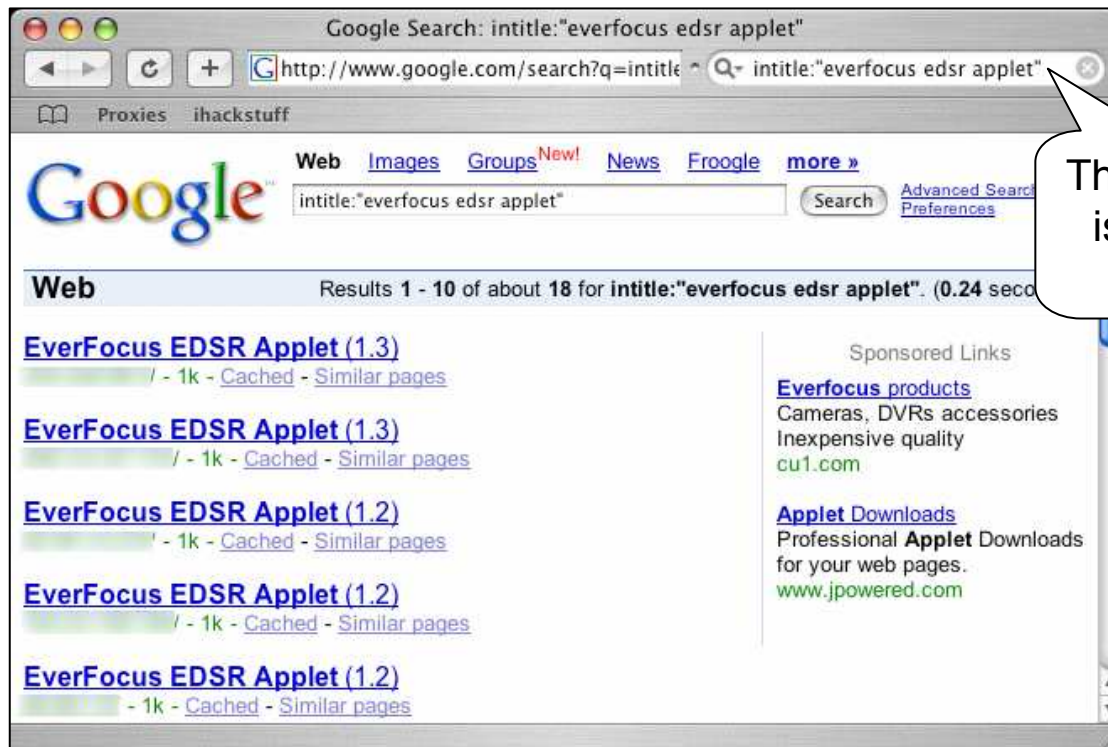 Google Search: intitle:"everfocus edsr applet"
http://www.google.com/search?q=intitle intitle:"everfocus edsr applet"
Proxies ihackstuff
Google Web Images Groups New! News Froogle more »
intitle:"everfocus edsr applet" Search Advanced Search
Preferences
Web Results 1 - 10 of about 18 for intitle:"everfocus edsr applet". (0.24
EverFocus EDSR Applet (1.3)
/ - 1k - Cached - Similar pages
EverFocus EDSR Applet (1.3)
/ - 1k - Cached - Similar pages
EverFocus EDSR Applet (1.2)
/ - 1k - Cached - Similar pages
EverFocus EDSR Applet (1.2)
/ - 1k - Cached - Similar pages
EverFocus EDSR Applet (1.2)
- 1k - Cached - Similar pages
Sponsored Links
Everfocus products
Cameras, DVRs accessories
Inexpensive quality
cu1.com
Applet Downloads
Professional Applet Downloads
for your web pages.
www.jpowered.com